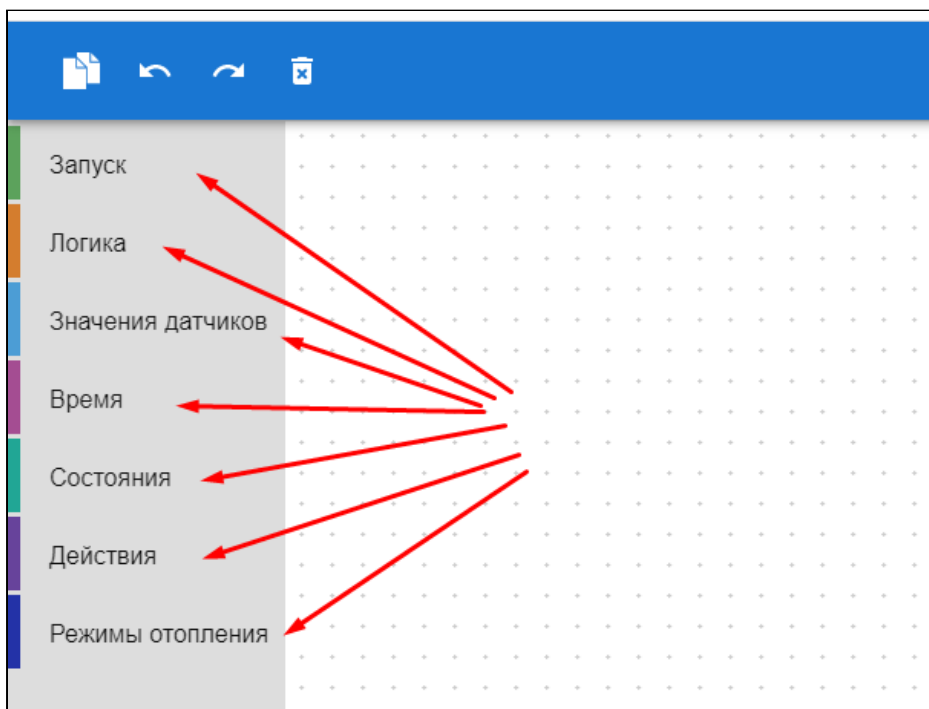 Запуск
Логика
Значения датчиков
Время
Состояния
Действия
Режимы отопления